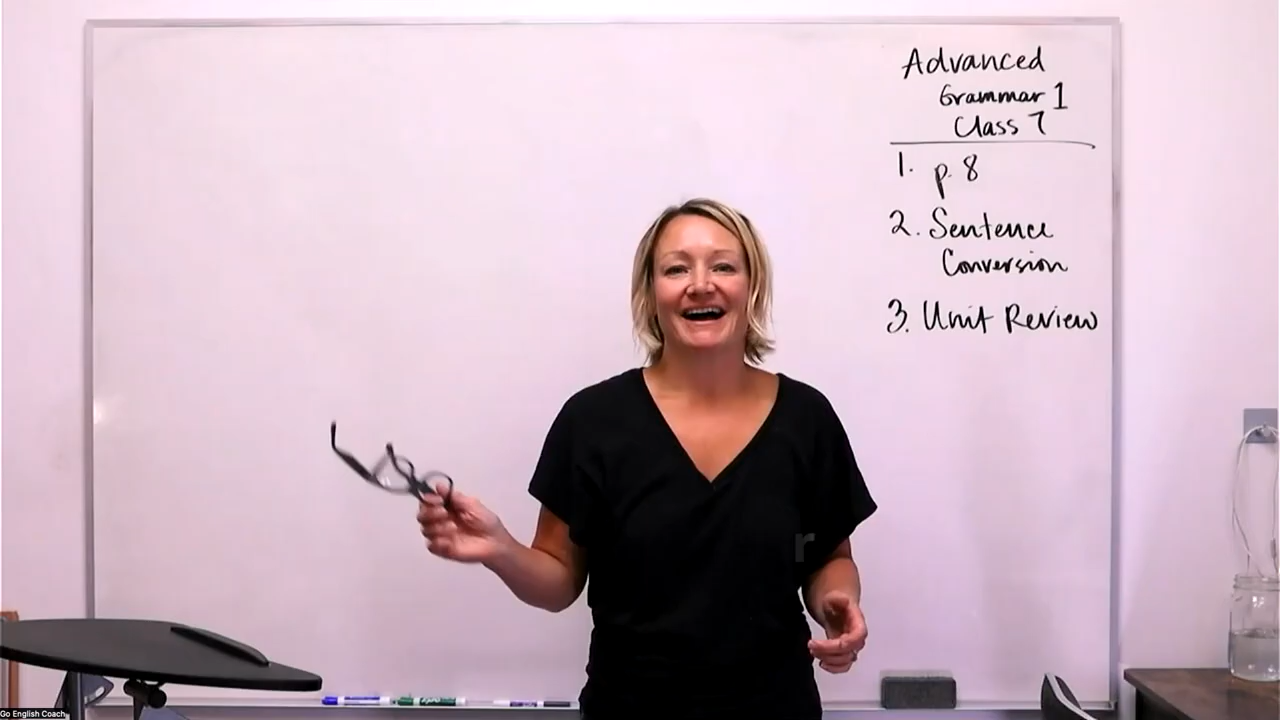 Advanced
Grammar 1
Class 7
1. p. 8
2. Sentence
Conversion
3. Unit Review
r
Go English Coach